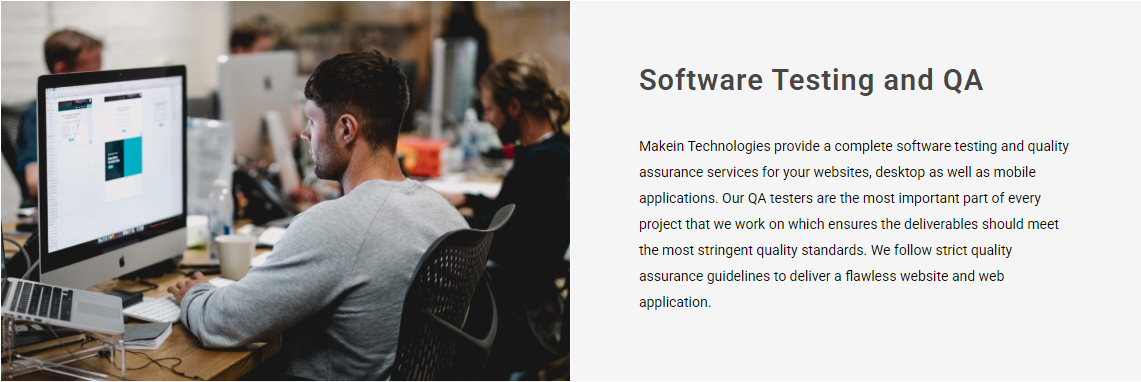 Software Testing and QA
Makein Technologies provide a complete software testing and quality
assurance services for your websites, desktop as well as mobile
applications. Our QA testers are the most important part of every
project that we work on which ensures the deliverables should meet
the most stringent quality standards. We follow strict quality
assurance guidelines to deliver a flawless website and web
application.